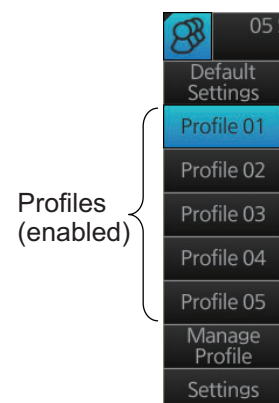 05
Default
Settings
Profile 01
Profile 02
Profile 03
Profile 04
Profile 05
Profiles
(enabled)
Manage
Profile
Settings